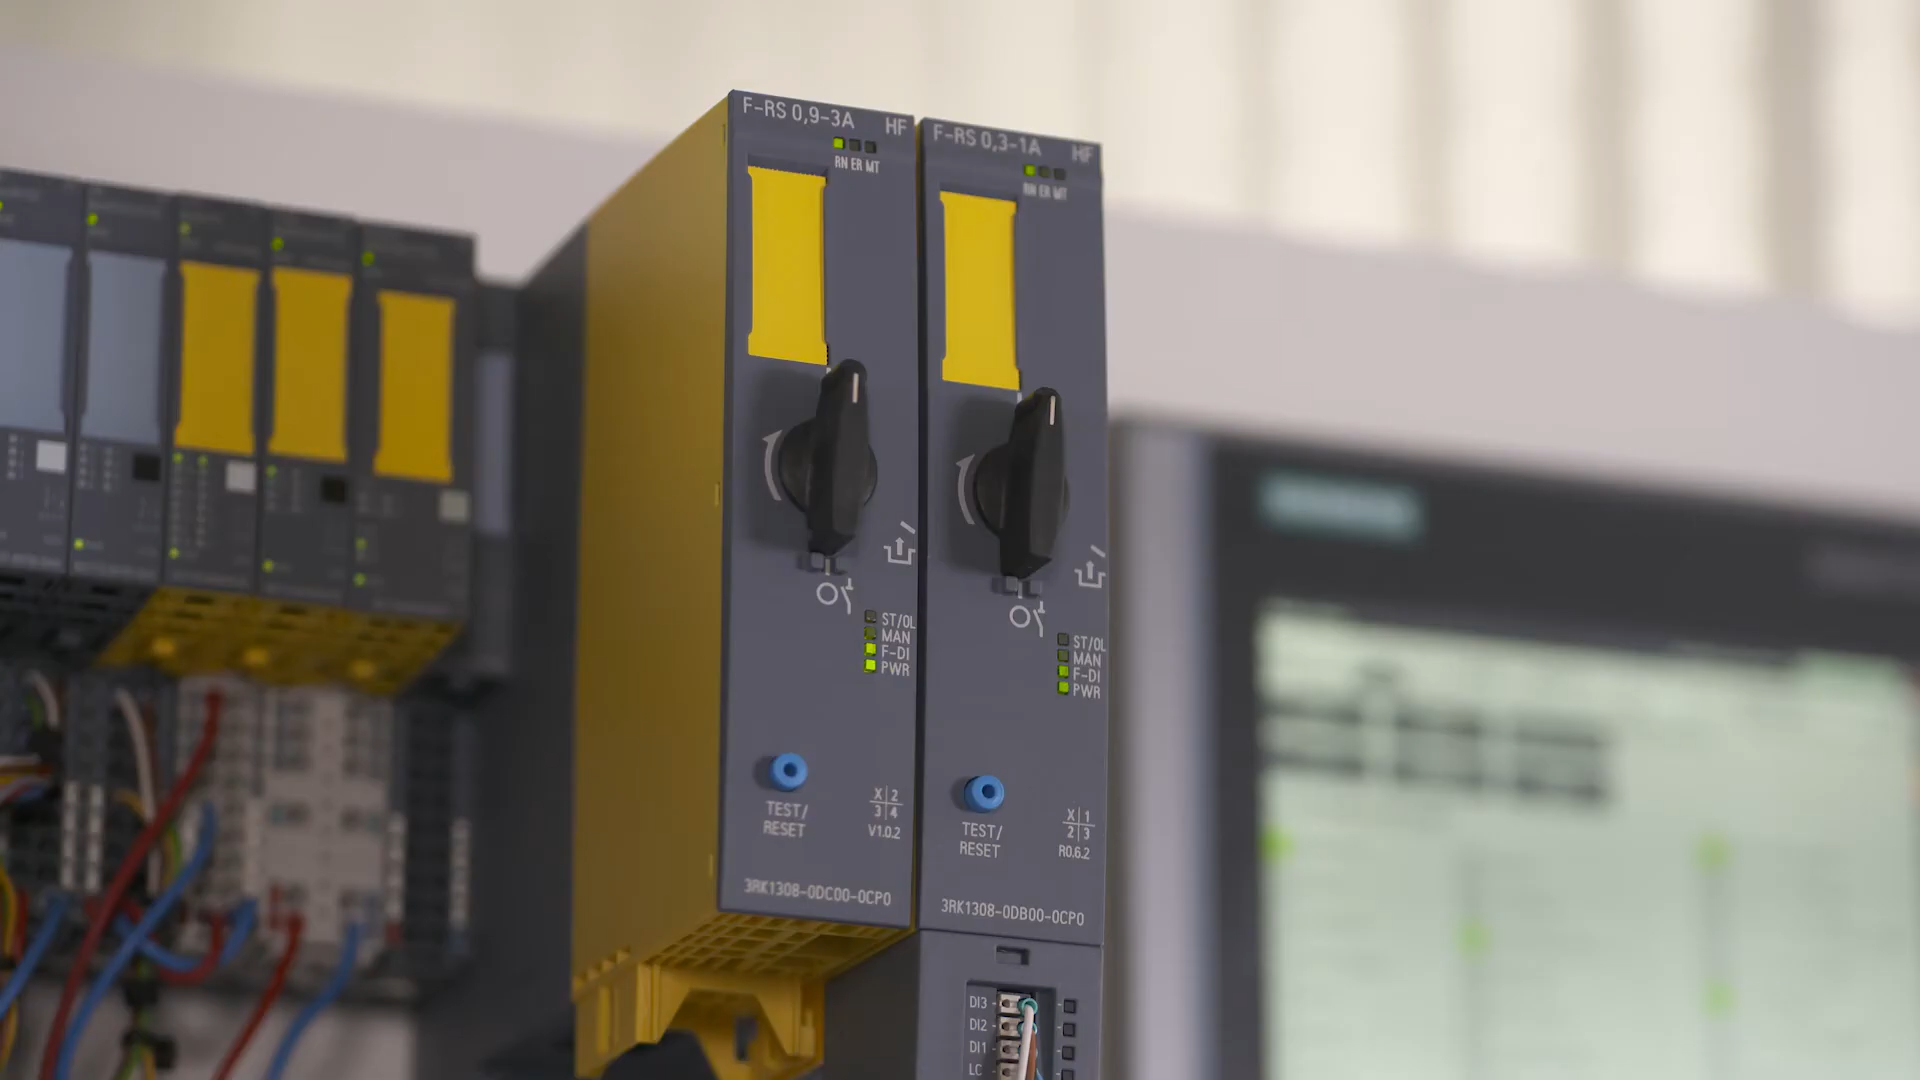 F-RS 0,9-3A HF
RN ER MT
ST/OL
MAN
F-DI
PWR
TEST/
RESET
X 2
3 4
V1.0.2
3RK1308-0DC00-0CP0
F-RS 0,3-1A HF
RN ER MT
ST/OL
MAN
F-DI
PWR
TEST/
RESET
X 1
2 3
R0.6.2
3RK1308-0DB00-0CP0
DI3
DI2
DI1
LC